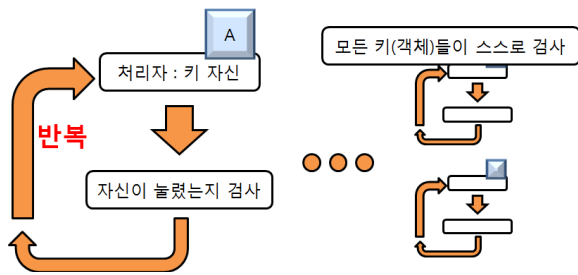 A
처리자 : 키 자신
반복
자신이 눌렸는지 검사
모든 키(객체)들이 스스로 검사